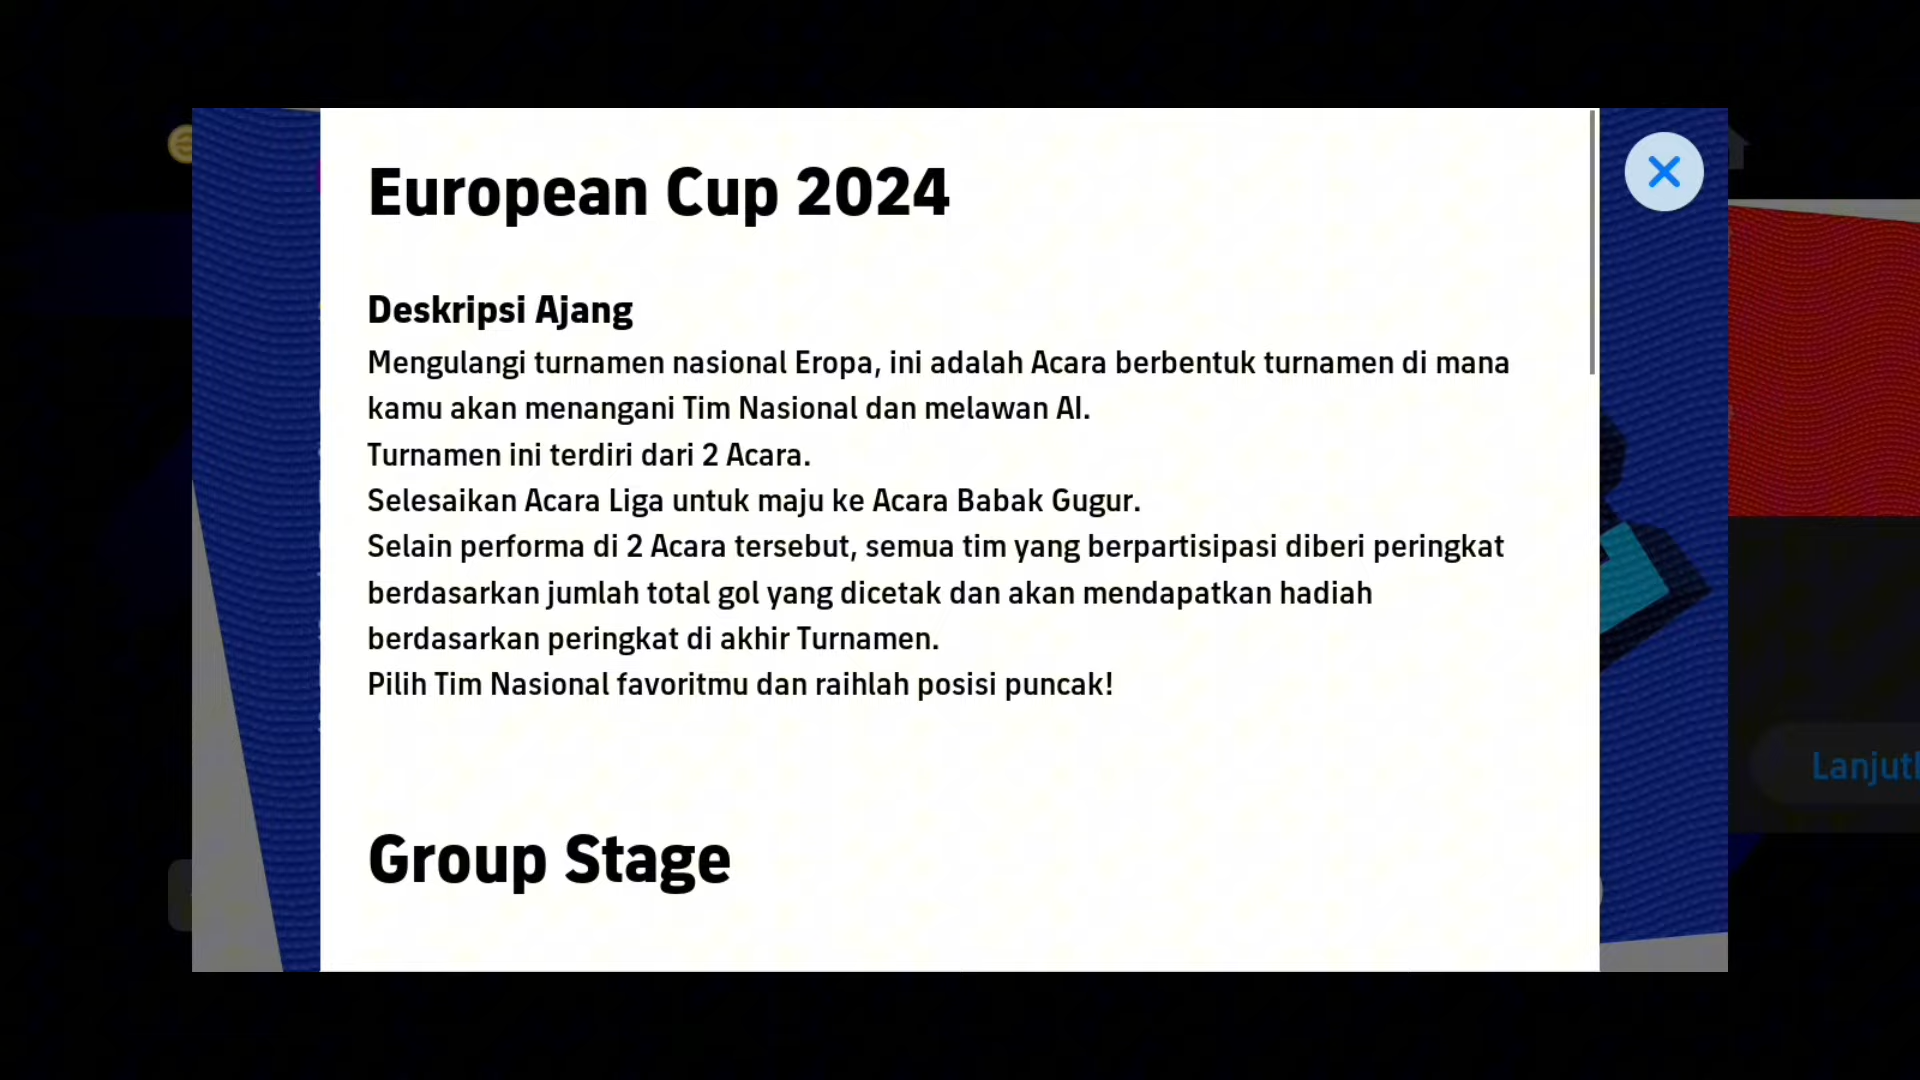 European Cup 2024
Deskripsi Ajang
Mengulangi turnamen nasional Eropa, ini adalah Acara berbentuk turnamen di mana
kamu akan menangani Tim Nasional dan melawan AI.
Turnamen ini terdiri dari 2 Acara.
Selesaikan Acara Liga untuk maju ke Acara Babak Gugur.
Selain performa di 2 Acara tersebut, semua tim yang berpartisipasi diberi peringkat
berdasarkan jumlah total gol yang dicetak dan akan mendapatkan hadiah
berdasarkan peringkat di akhir Turnamen.
Pilih Tim Nasional favoritmu dan raihlah posisi puncak!
Group Stage